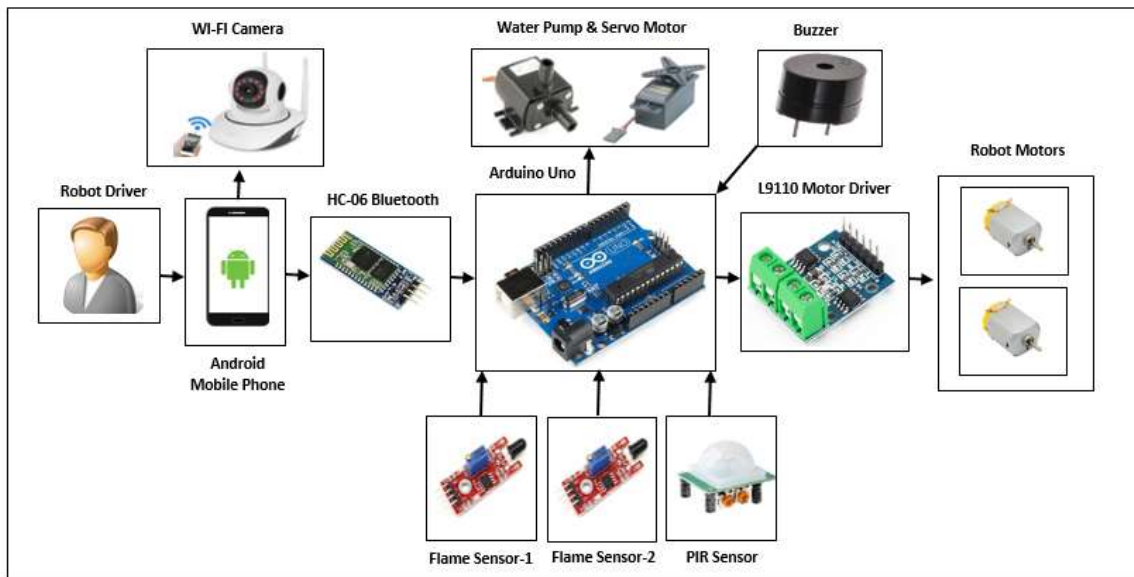 WI-FI Camera
Water Pump & Servo Motor
Buzzer
Robot Driver
HC-06 Bluetooth
Arduino Uno
L9110 Motor Driver
Robot Motors
UNO
Android
Mobile Phone
Flame Sensor-1
Flame Sensor-2
PIR Sensor